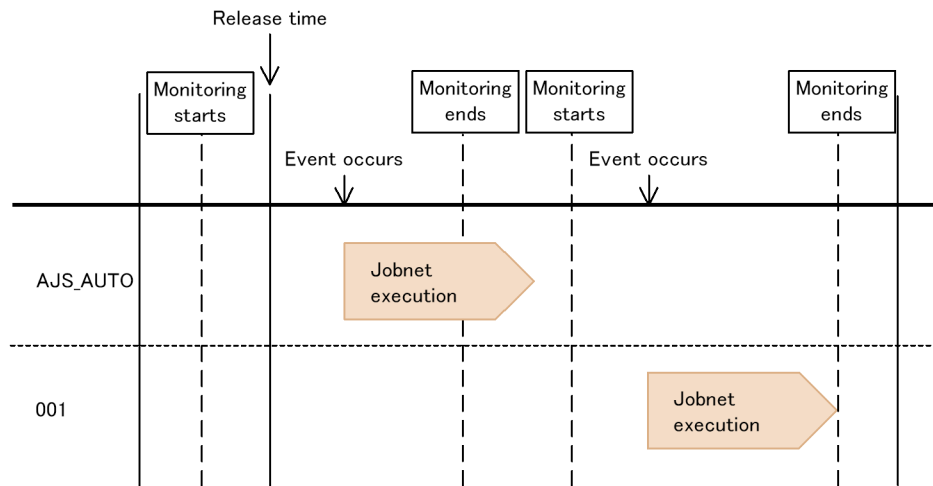 Release time
Monitoring
starts
Monitoring
ends
Monitoring
starts
Monitoring
ends
Event occurs
Event occurs
AJS_AUTO
Jobnet
execution
001
Jobnet
execution